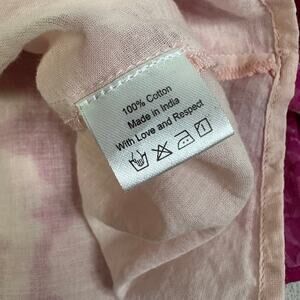 100% Cotton
Made in India
With Love and Respect